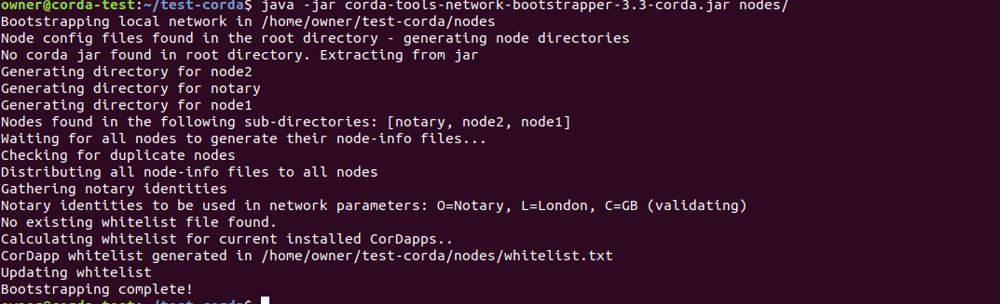 owner@corda-test:~/test-corda$ java -jar corda-tools-network-bootstrapper-3.3-corda.jar nodes/
Bootstrapping local network in /home/owner/test-corda/nodes
Node config files found in the root directory - generating node directories
No corda jar found in root directory. Extracting from jar
Generating directory for node2
Generating directory for notary
Generating directory for node1
Nodes found in the following sub-directories: [notary, node2, node1]
Waiting for all nodes to generate their node-info files...
Checking for duplicate nodes
Distributing all node-info files to all nodes
Gathering notary identities
Notary identities to be used in network parameters: O=Notary, L=London, C=GB (validating)
No existing whitelist file found.
Calculating whitelist for current installed CorDapps..
CorDapp whitelist generated in /home/owner/test-corda/nodes/whitelist.txt
Updating whitelist
Bootstrapping complete!
owner@corda-test:~/test-corda$